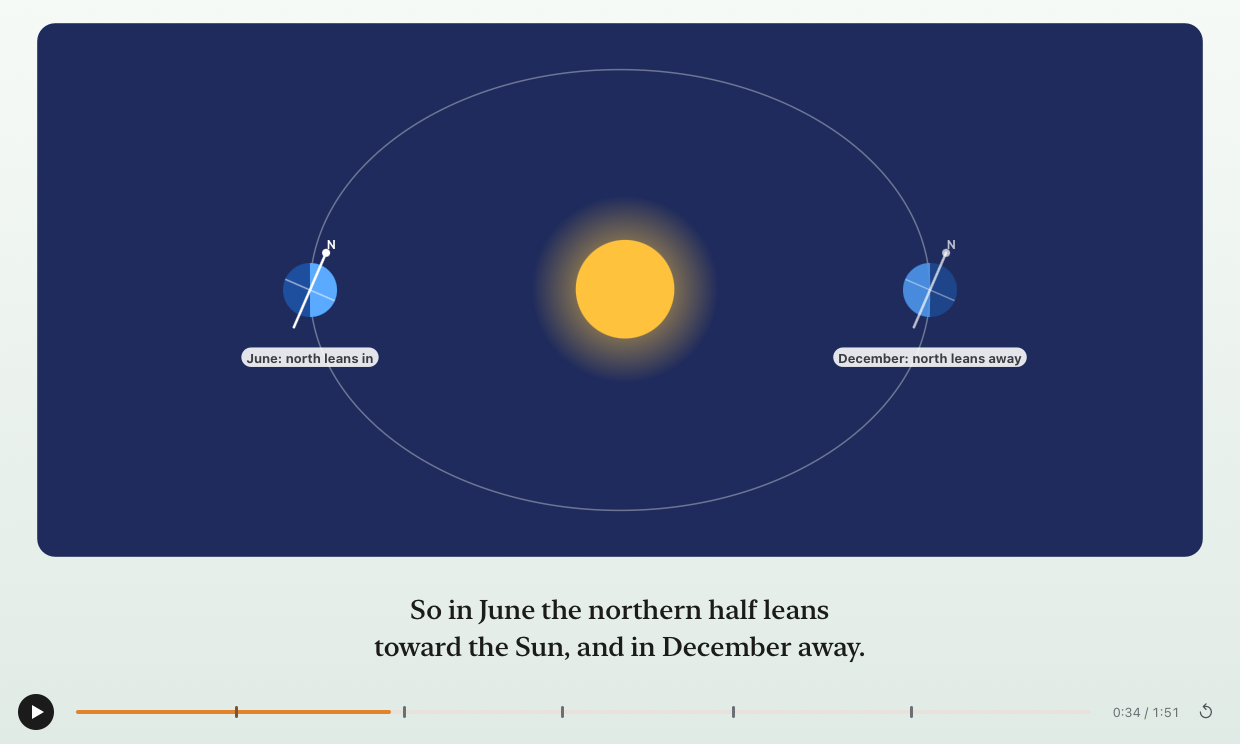 N
N
June: north leans in
December: north leans away
So in June the northern half leans
toward the Sun, and in December away.
0:34 / 1:51